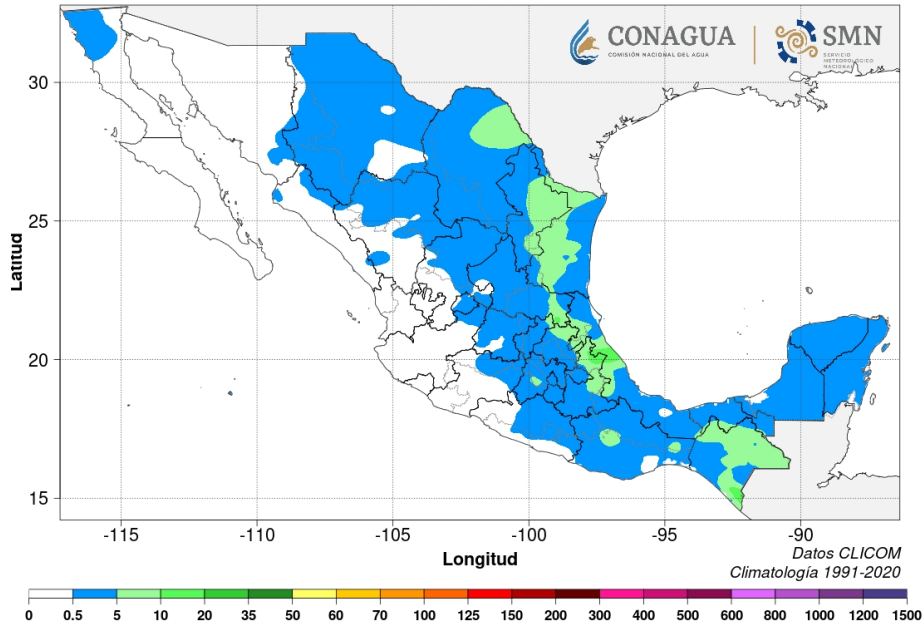 CONAGUA
COMISIÓN NACIONAL DEL AGUA
SMN
SERVICIO
METEOROLÓGICO
NACIONAL
30
25
20
15
Latitud
-115 -110 -105 -100 -95 -90
Longitud
Datos CLICOM
Climatología 1991-2020
0 0.5 5 10 20 35 50 60 70 100 125 150 200 300 400 500 600 800 1000 1200 1500